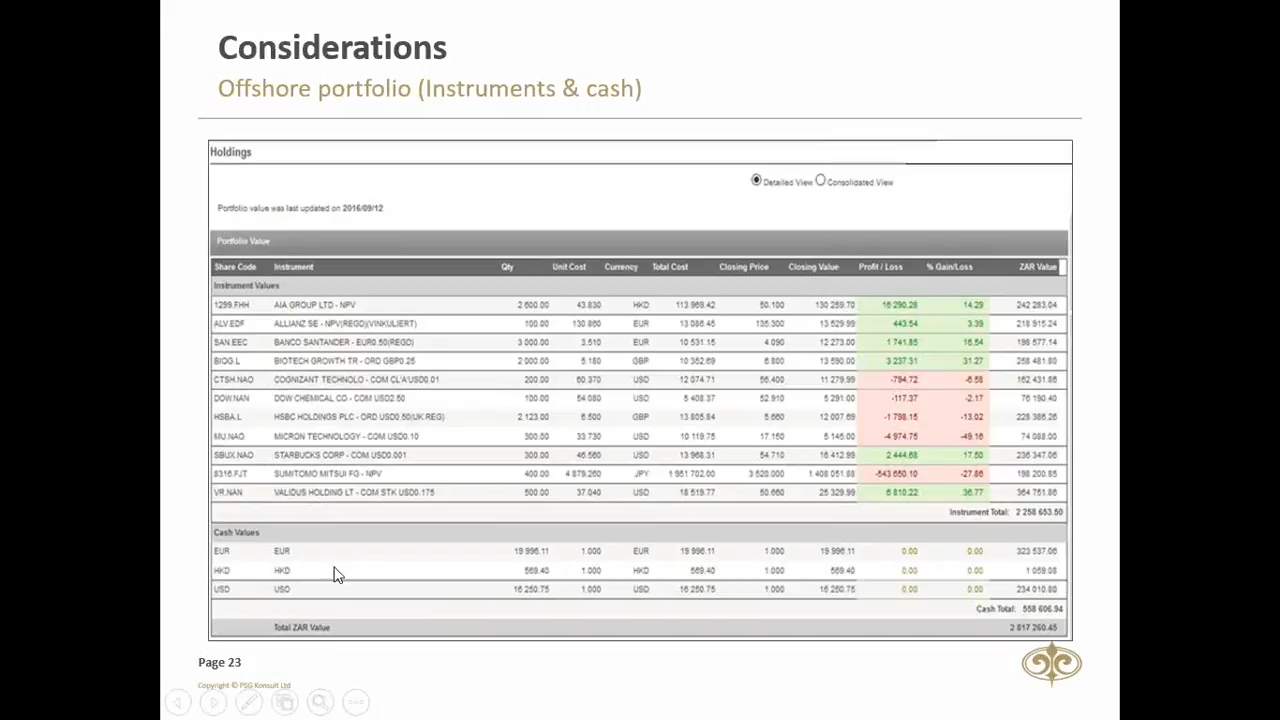 Considerations
Offshore portfolio (Instruments & cash)
Holdings
Detailed View Consolidated View
Portfolio value was last updated on 2016/09/12
Portfolio Value
Share Code Instrument Qty Unit Cost Currency Total Cost Closing Price Closing Value Profit / Loss % Gain/Loss ZAR Value
Instrument Values
1299.FHH AIA GROUP LTD - NPV 2 600.00 43.830 HKD 113 969.42 50.100 130 259.70 16 290.28 14.29 242 283.04
ALV.EDF ALLIANZ SE - NPV(REGD)(VINKULIERT) 100.00 130.860 EUR 13 086.45 135.300 13 529.99 443.54 3.39 218 915.24
SAN.EEC BANCO SANTANDER - EUR0.50(REGD) 3 000.00 3.510 EUR 10 531.15 4.090 12 273.00 1 741.85 16.54 198 577.14
BIOG.L BIOTECH GROWTH TR - ORD GBP0.25 2 000.00 5.180 GBP 10 352.69 6.800 13 590.00 3 237.31 31.27 258 481.80
CTSH.NAO COGNIZANT TECHNOLO - COM CL'A'USD0.01 200.00 60.370 USD 12 074.71 56.400 11 279.99 -794.72 -6.58 162 431.86
DOW.NAN DOW CHEMICAL CO - COM USD2.50 100.00 54.080 USD 5 408.37 52.910 5 291.00 -117.37 -2.17 76 190.40
HSBA.L HSBC HOLDINGS PLC - ORD USD0.50(UK REG) 2 123.00 6.500 GBP 13 805.84 5.660 12 007.69 -1 798.15 -13.02 228 386.26
MU.NAO MICRON TECHNOLOGY - COM USD0.10 300.00 33.730 USD 10 119.75 17.150 5 145.00 -4 974.75 -49.16 74 088.00
SBUX.NAO STARBUCKS CORP - COM USD0.001 300.00 46.560 USD 13 968.31 54.710 16 412.99 2 444.68 17.50 236 347.06
8316.FJT SUMITOMO MITSUI FG - NPV 400.00 4 879.260 JPY 1 951 702.00 3 520.000 1 408 051.88 -543 650.10 -27.86 198 200.85
VR.NAN VALIDUS HOLDING LT - COM STK USD0.175 500.00 37.040 USD 18 519.77 50.660 25 329.99 6 810.22 36.77 364 751.86
Instrument Total: 2 258 653.50
Cash Values
EUR EUR 19 996.11 1.000 EUR 19 996.11 1.000 19 996.11 0.00 0.00 323 537.06
HKD HKD 569.40 1.000 HKD 569.40 1.000 569.40 0.00 0.00 1 059.08
USD USD 16 250.75 1.000 USD 16 250.75 1.000 16 250.75 0.00 0.00 234 010.80
Cash Total: 558 606.94
Total ZAR Value 2 817 260.45
Page 23
Copyright © PSG Konsult Ltd